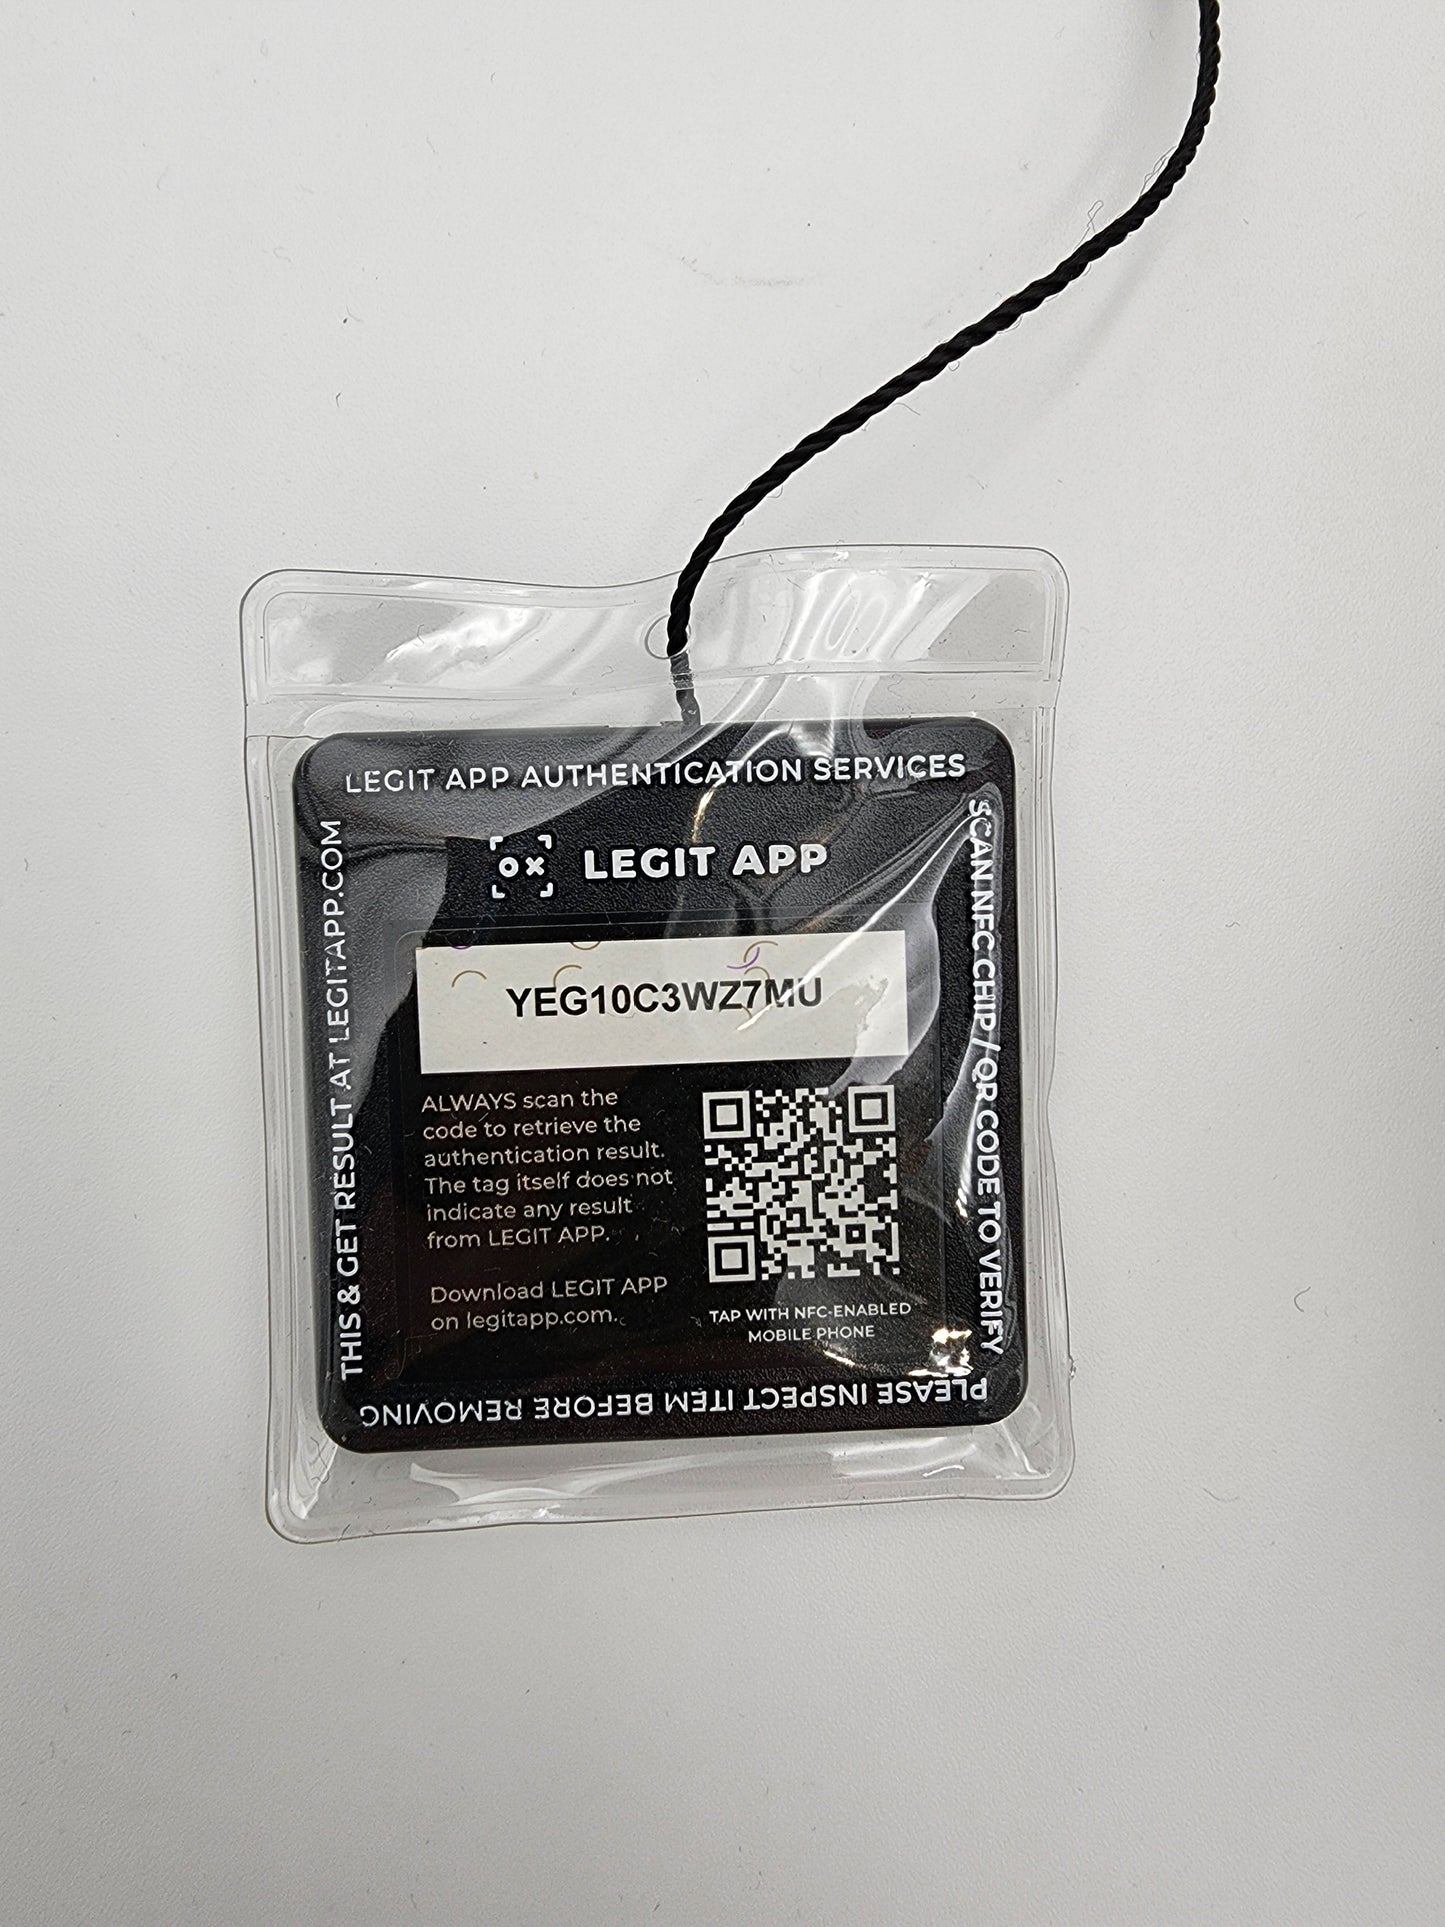 LEGIT APP AUTHENTICATION SERVICES
SCAN NFC CHIP / QR CODE TO VERIFY
PLEASE INSPECT ITEM BEFORE REMOVING
THIS & GET RESULT AT LEGITAPP.COM
OX LEGIT APP
YEG10C3WZ7MU
ALWAYS scan the
code to retrieve the
authentication result.
The tag itself does not
indicate any result
from LEGIT APP.
Download LEGIT APP
on legitapp.com.
TAP WITH NFC-ENABLED
MOBILE PHONE